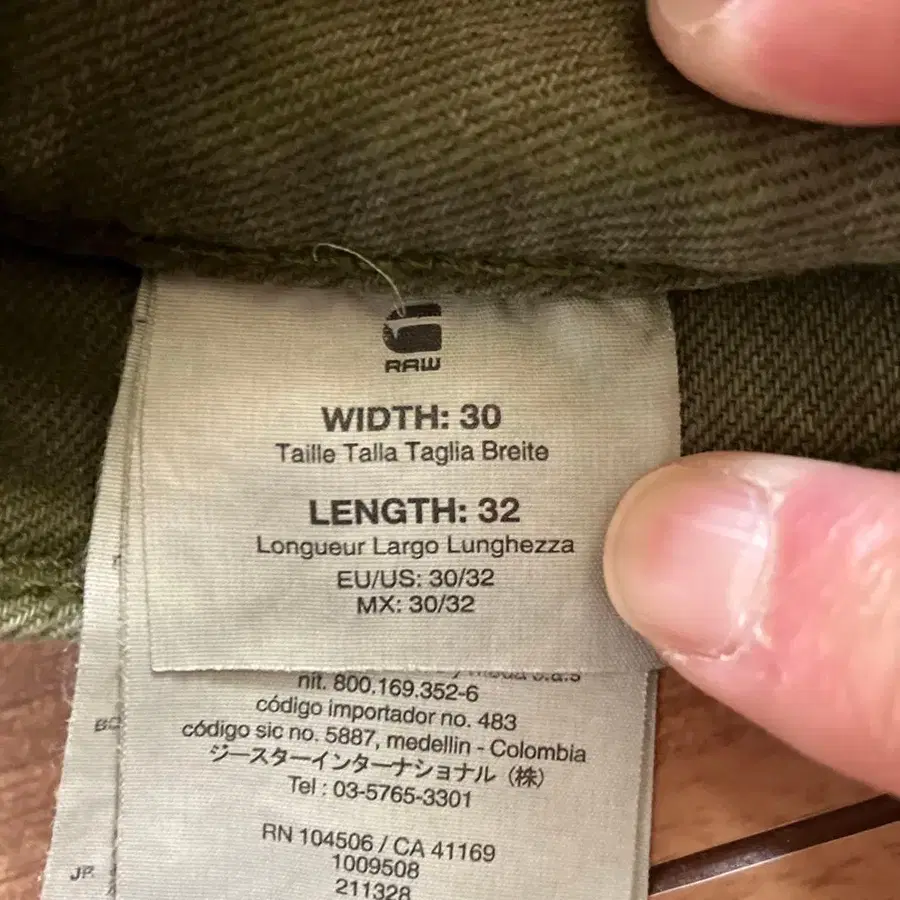 RAW
WIDTH: 30
Taille Talla Taglia Breite
LENGTH: 32
Longueur Largo Lunghezza
EU/US: 30/32
MX: 30/32
nit. 800.169.352-6
código importador no. 483
código sic no. 5887, medellin - Colombia
ジースターインターナショナル（株）
Tel : 03-5765-3301
RN 104506 / CA 41169
1009508
211328
JP